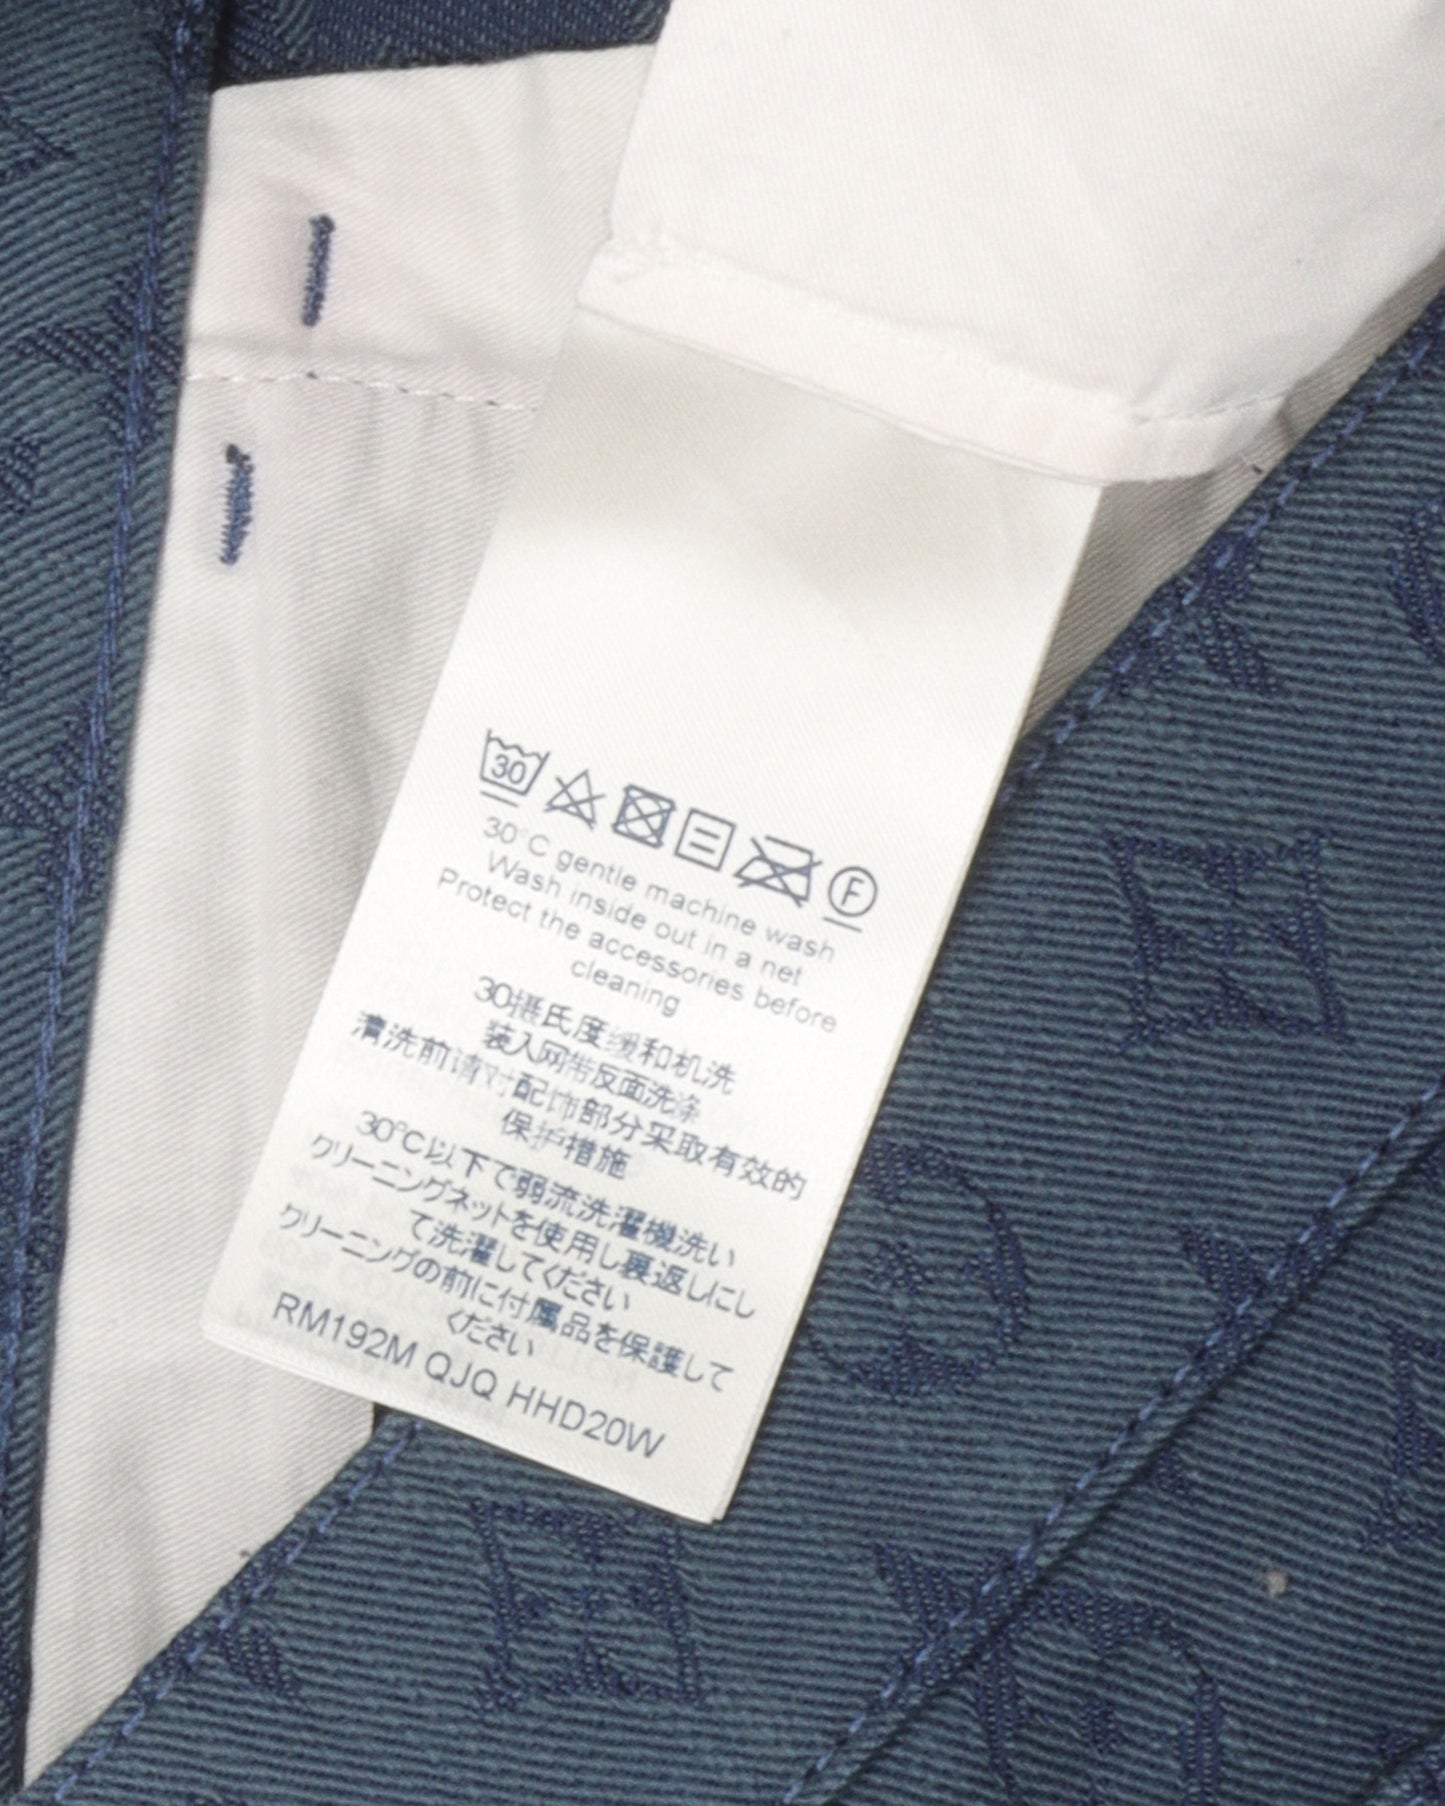 30
F
30°C gentle machine wash
Wash inside out in a net
Protect the accessories before
cleaning
30摄氏度缓和机洗
装入网带反面洗涤
清洗前请对配饰部分采取有效的
保护措施
30℃以下で弱流洗濯機洗い
クリーニングネットを使用し裏返しにし
て洗濯してください
クリーニングの前に付属品を保護して
ください
RM192M QJQ HHD20W